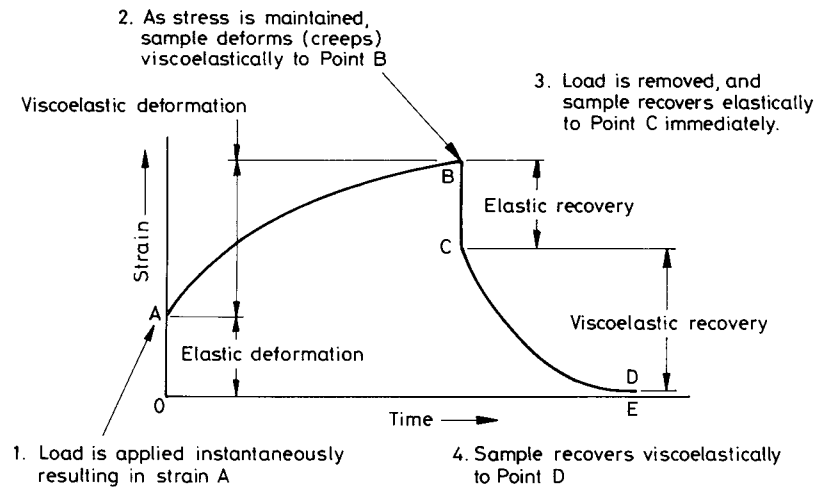 2. As stress is maintained,
sample deforms (creeps)
viscoelastically to Point B
3. Load is removed, and
sample recovers elastically
to Point C immediately.
Viscoelastic deformation
B
Elastic recovery
C
Strain
A
Elastic deformation
Viscoelastic recovery
D
O
E
Time
1. Load is applied instantaneously
resulting in strain A
4. Sample recovers viscoelastically
to Point D